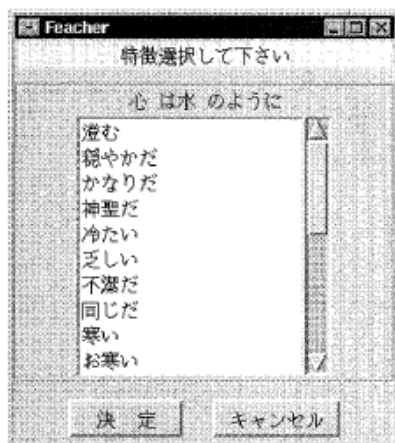 Feacher
特徴選択して下さい
心 は水 のように
澄む
穏やかだ
かなりだ
神聖だ
冷たい
乏しい
不潔だ
同じだ
寒い
お寒い
決 定 キャンセル